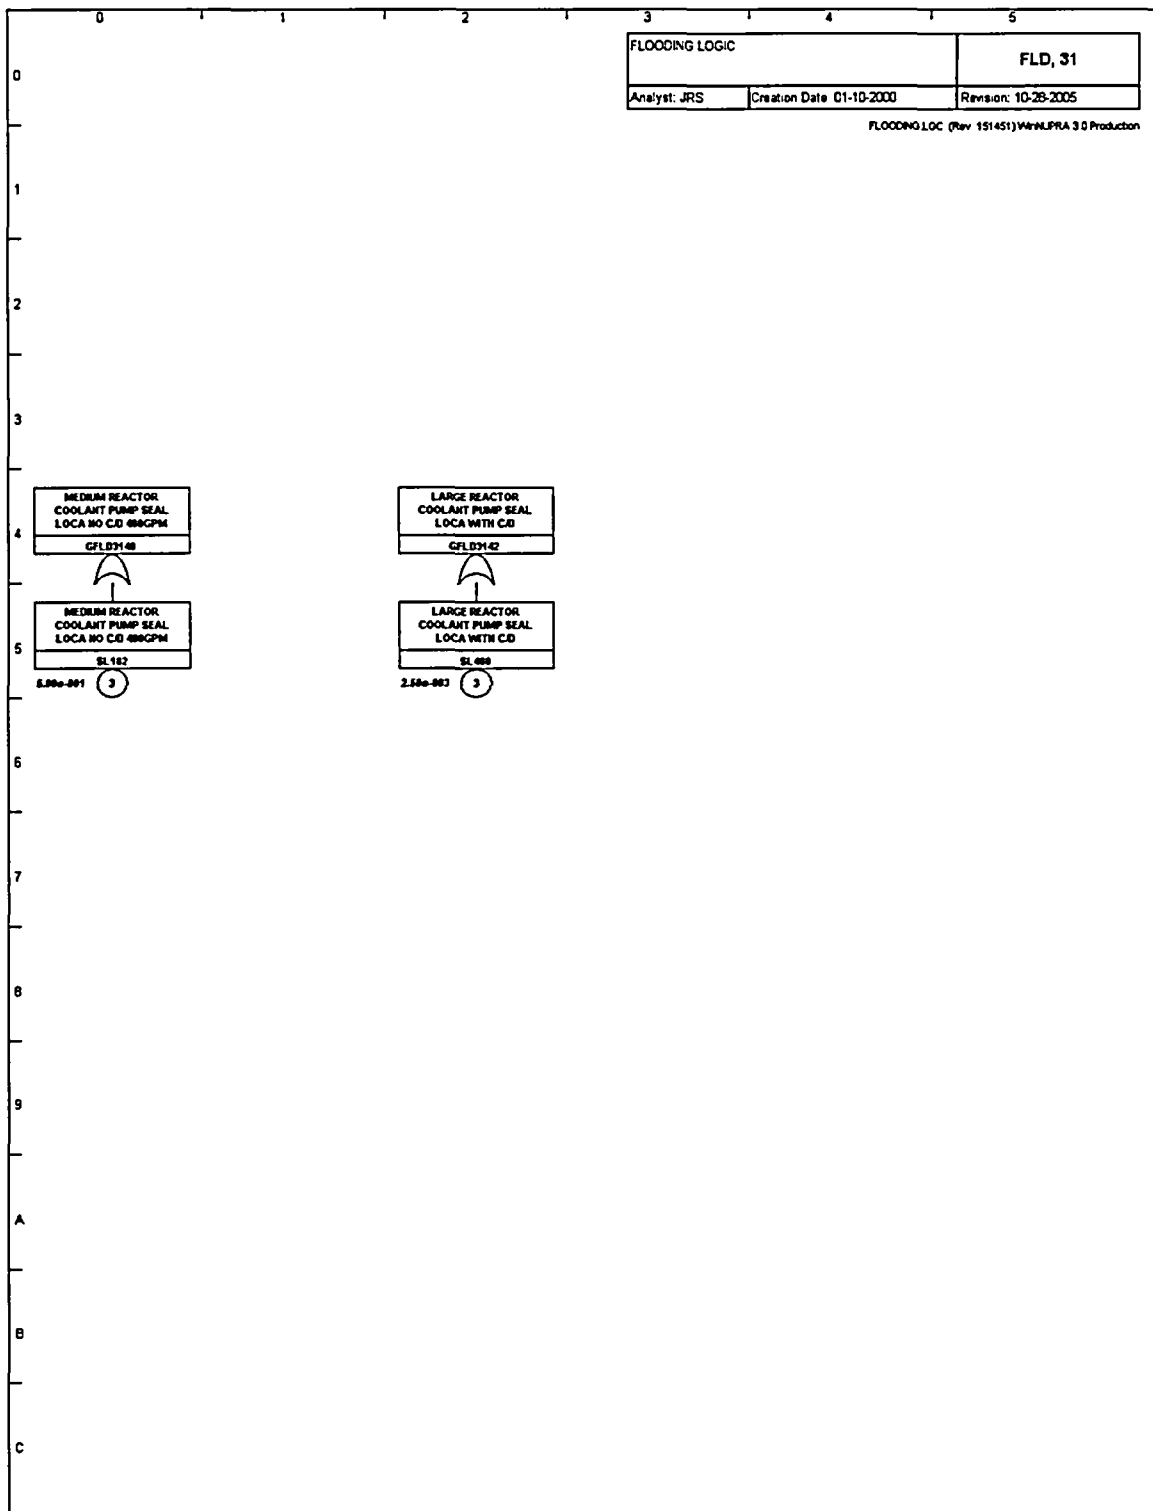 0 1 2 3 4 5
FLOODING LOGIC
FLD, 31
Analyst: JRS
Creation Date 01-10-2000
Revision: 10-28-2005
FLOODING.LGC (Rev 151451) WinNUPRA 3.0 Production
0
1
2
3
4
5
6
7
8
9
A
B
C
MEDIUM REACTOR
COOLANT PUMP SEAL
LOCA NO C/D GPM
GFLD3140
MEDIUM REACTOR
COOLANT PUMP SEAL
LOCA NO C/D GPM
SL182
3
LARGE REACTOR
COOLANT PUMP SEAL
LOCA WITH C/D
GFLD3142
LARGE REACTOR
COOLANT PUMP SEAL
LOCA WITH C/D
3